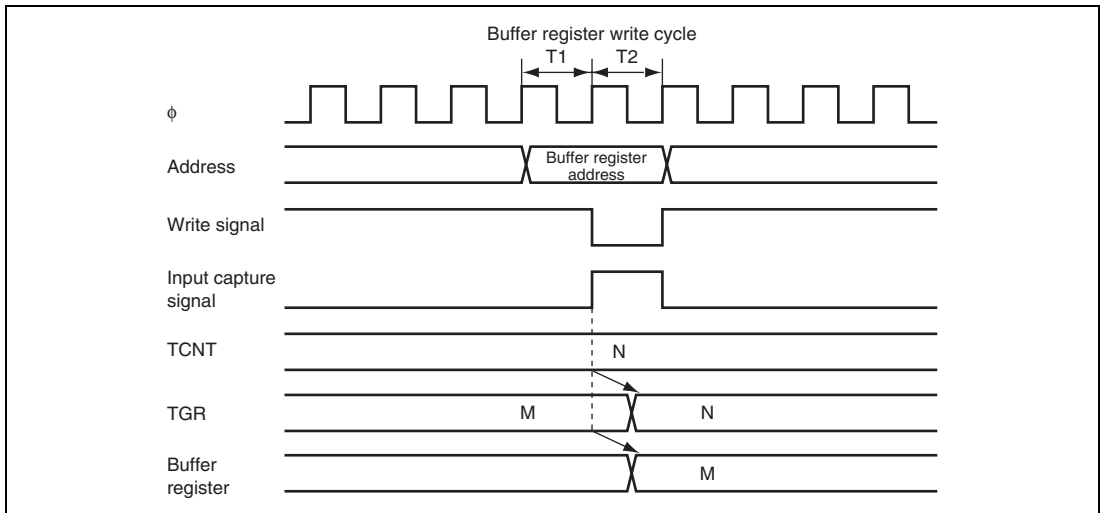 Buffer register write cycle
T1 T2
ϕ
Address
Buffer register
address
Write signal
Input capture
signal
TCNT
N
TGR
M N
Buffer
register
M